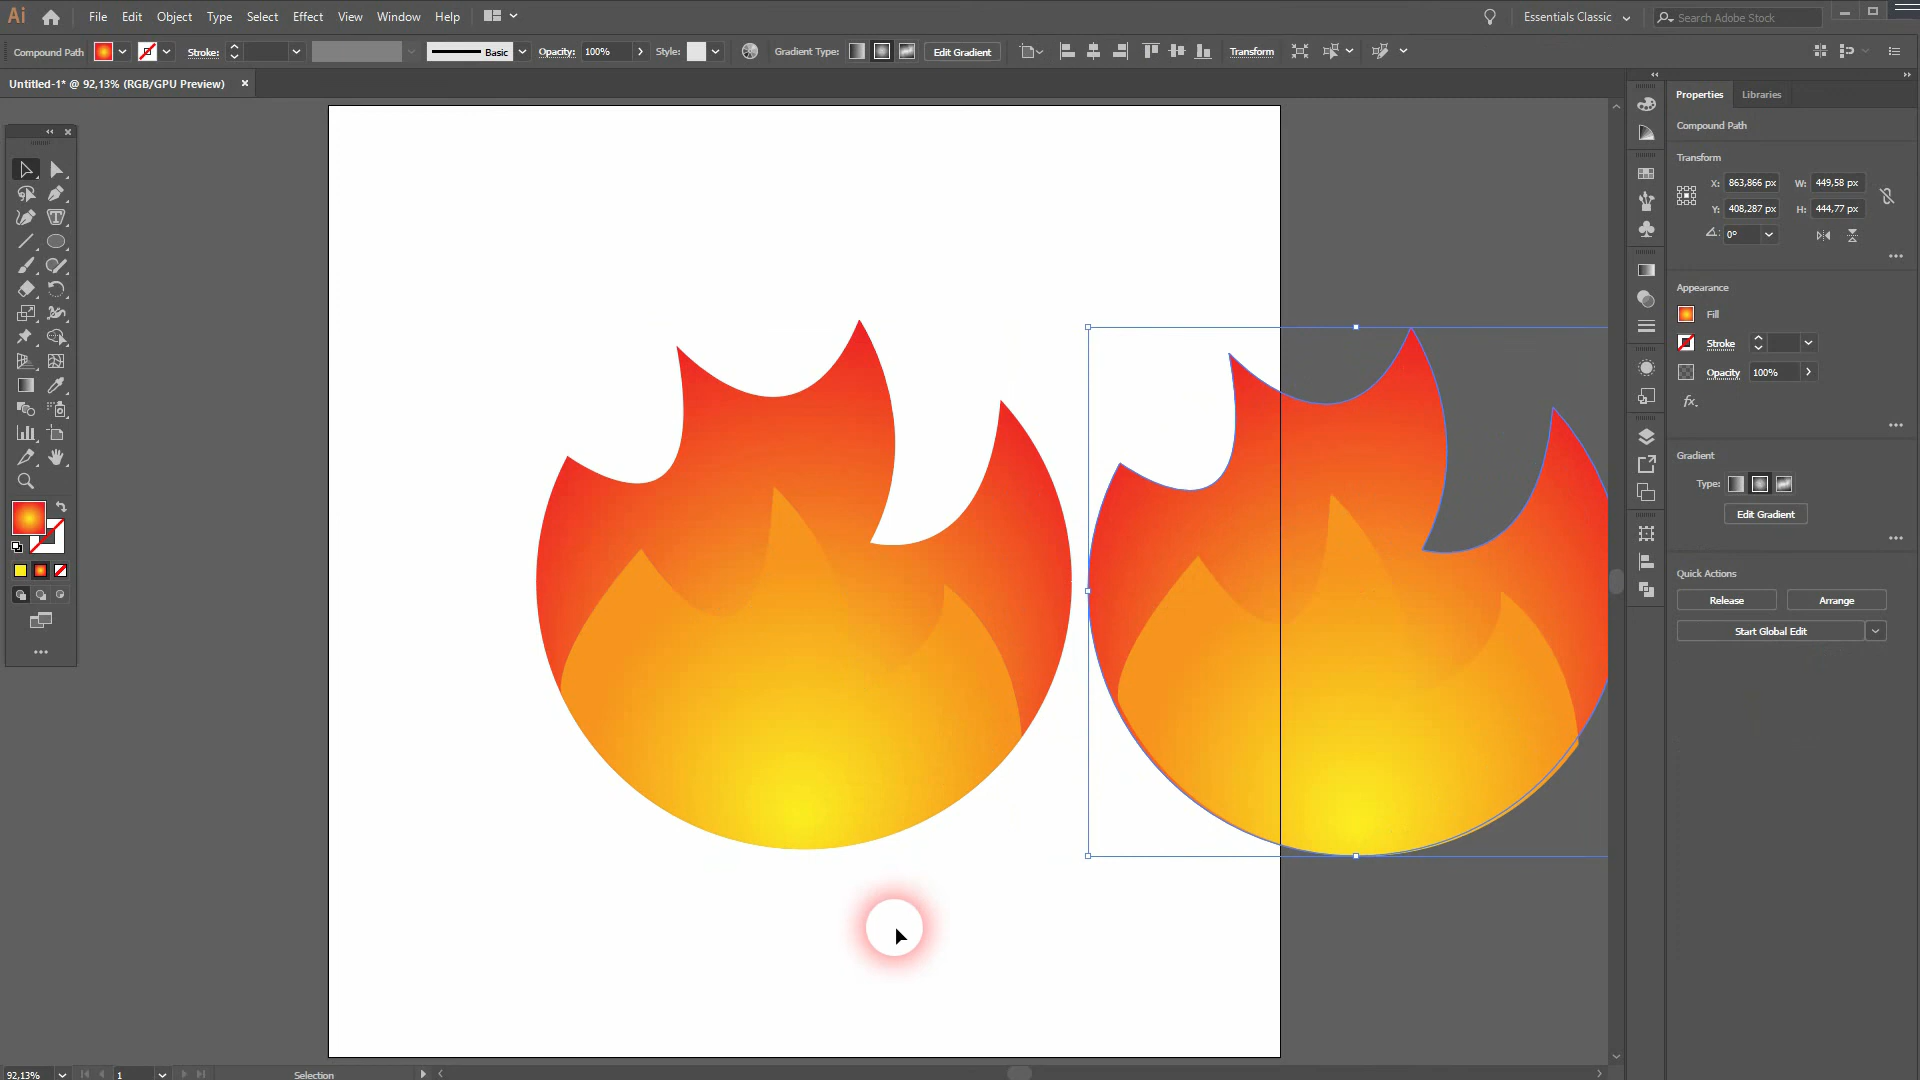 Ai File Edit Object Type Select Effect View Window Help Essentials Classic Search Adobe Stock
Compound Path Stroke: Basic Opacity: 100% Style: Gradient Type: Edit Gradient Transform
Untitled-1* @ 92,13% (RGB/GPU Preview)
Properties Libraries
Compound Path
Transform
X: 863,866 px W: 449,58 px
Y: 408,287 px H: 444,77 px
0°
Appearance
Fill
Stroke
Opacity 100%
fx.
Gradient
Type:
Edit Gradient
Quick Actions
Release Arrange
Start Global Edit
92,13% 1 Selection